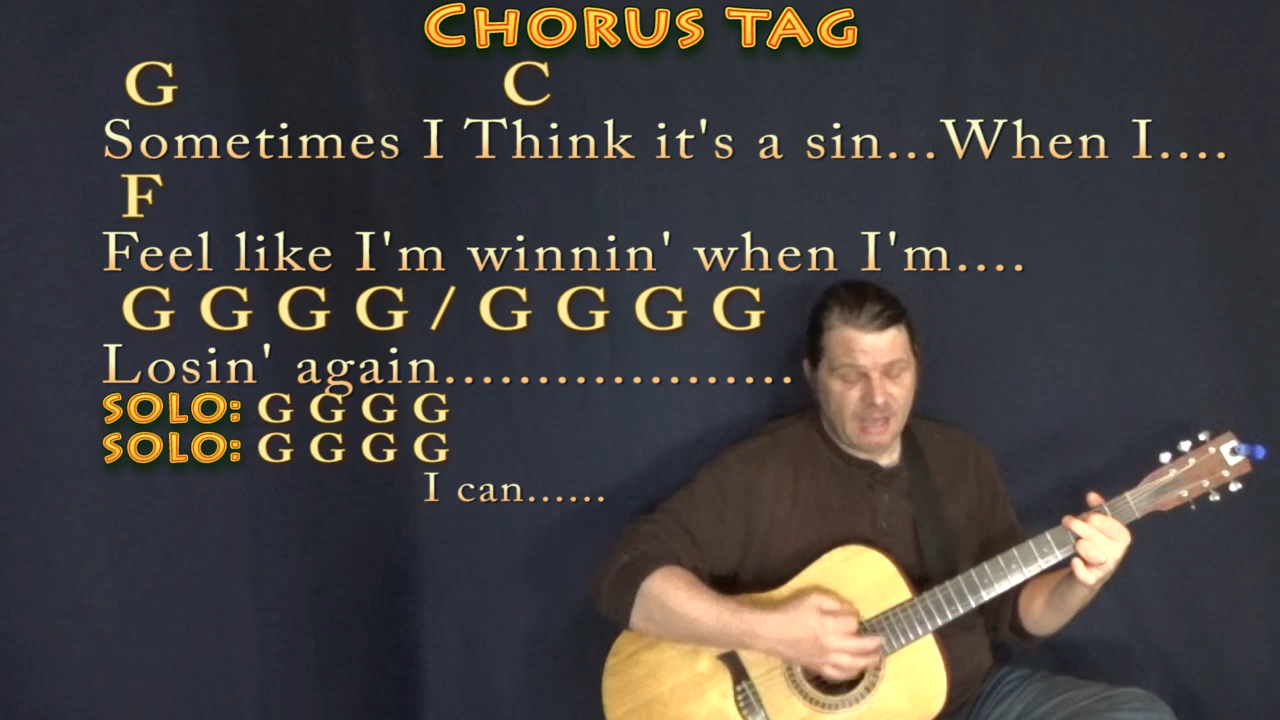 CHORUS TAG
G C
Sometimes I Think it's a sin...When I....
F
Feel like I'm winnin' when I'm....
G G G G / G G G G
Losin' again...................
SOLO: G G G G
SOLO: G G G G
I can......